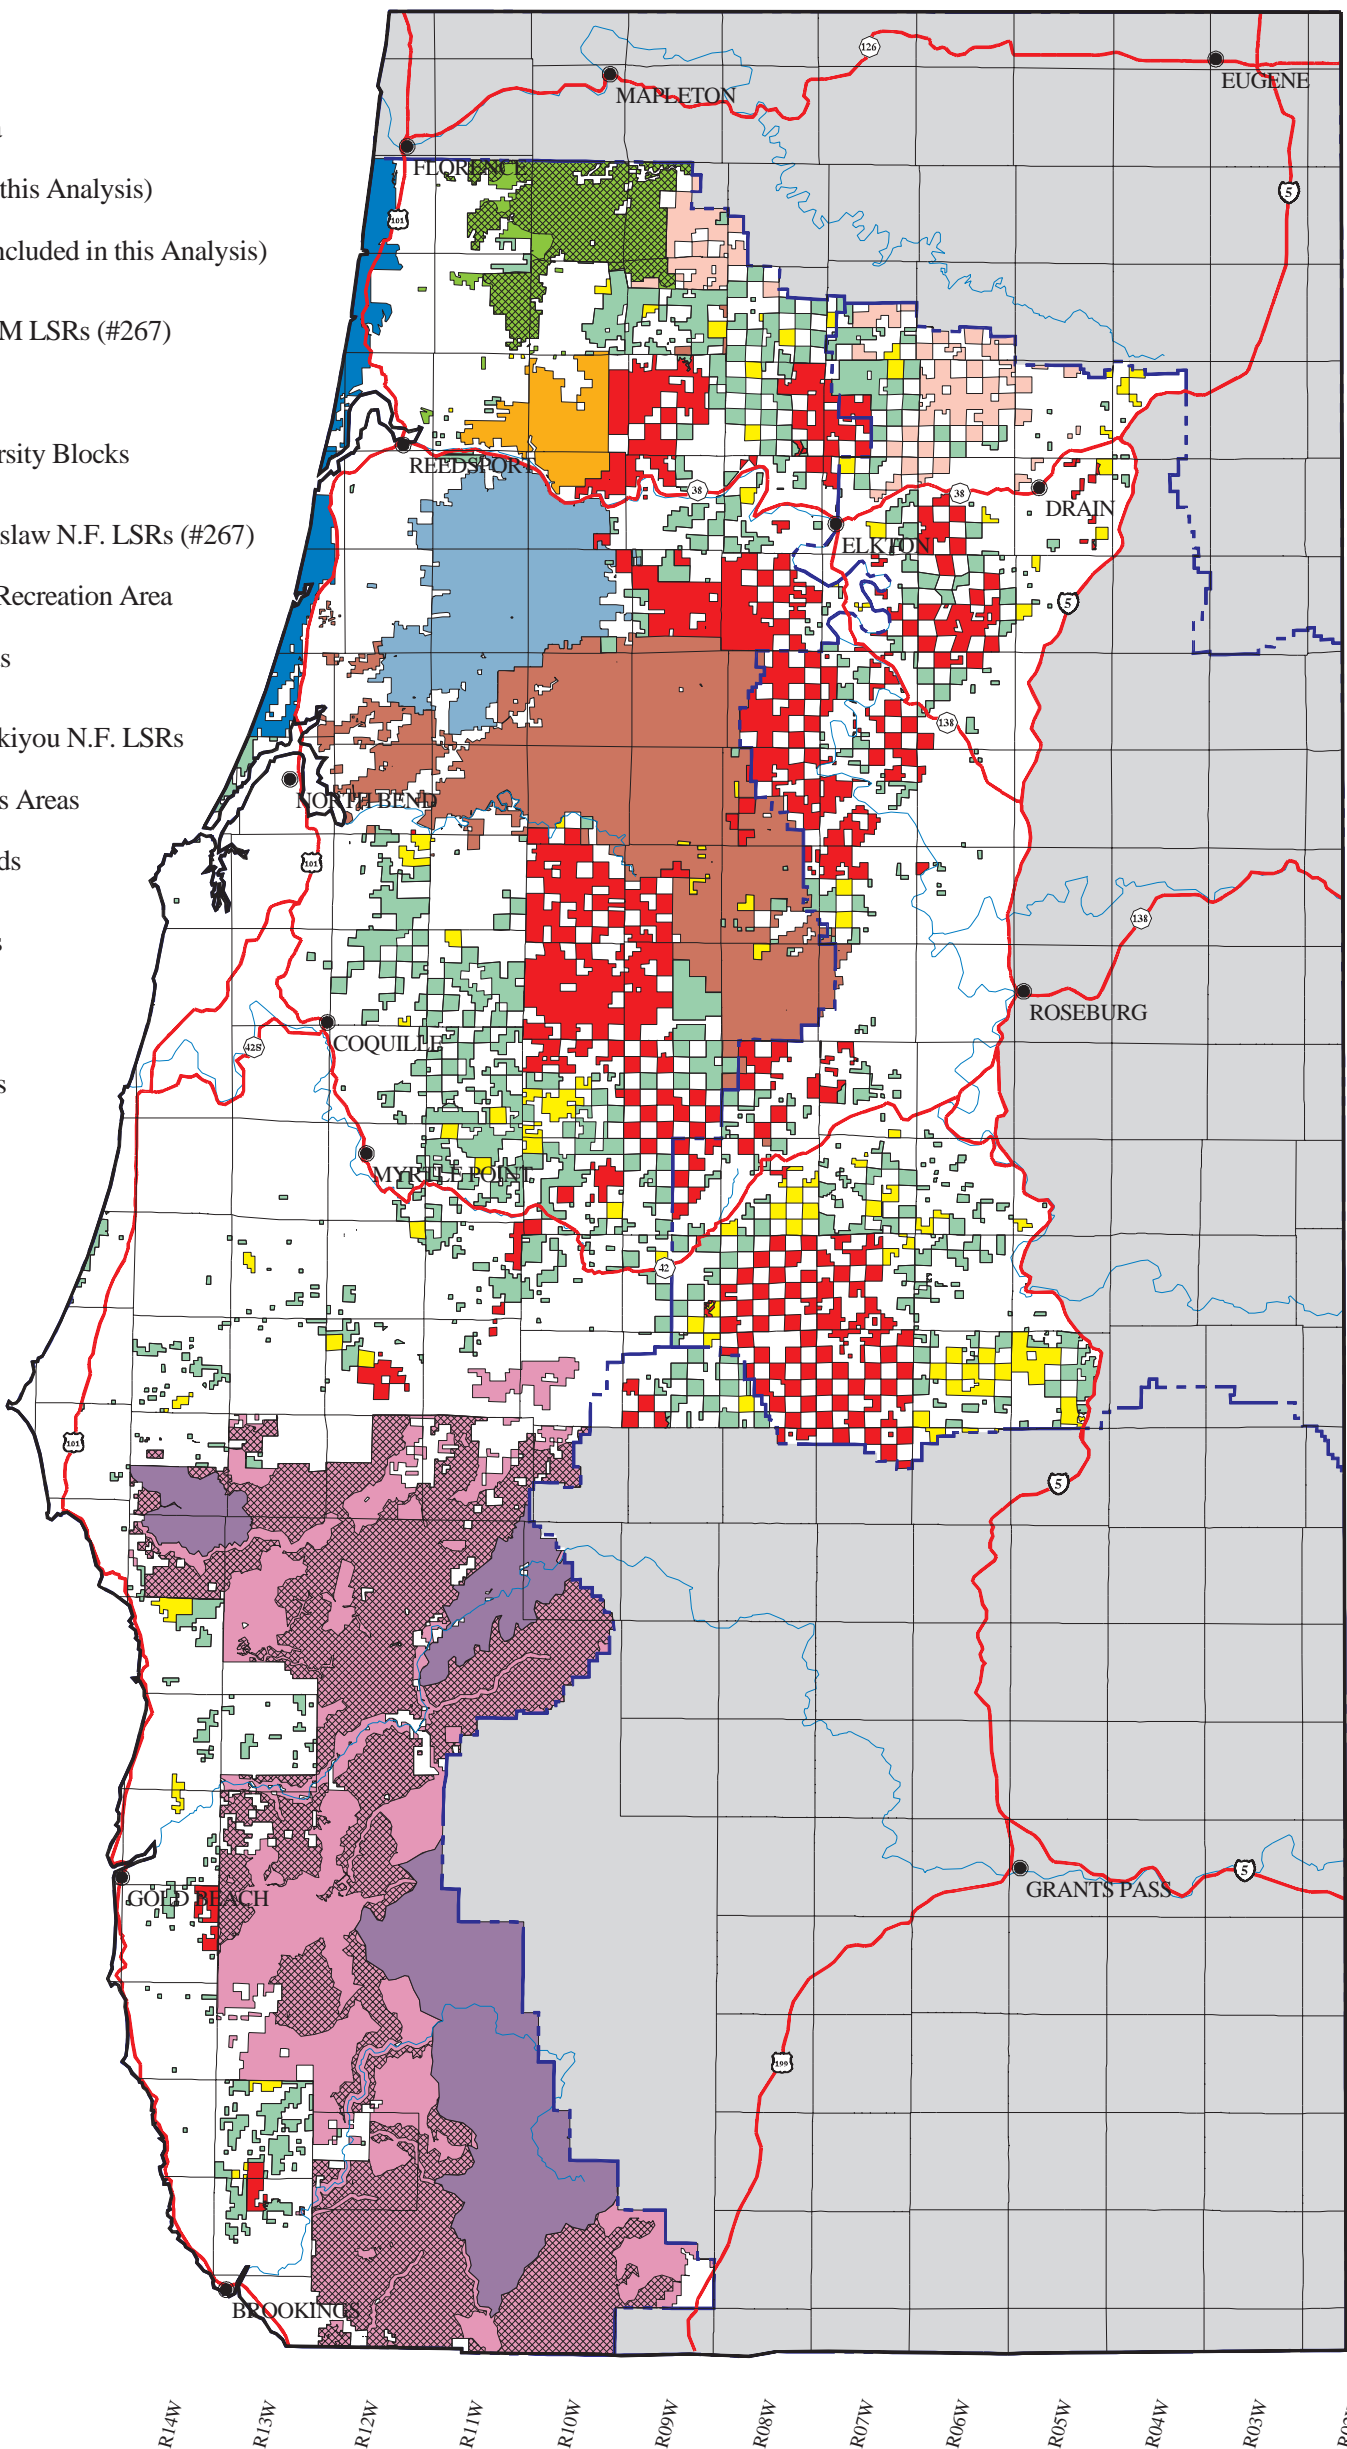 this Analysis)
ncluded in this Analysis)
M LSRs (#267)
rsity Blocks
slaw N.F. LSRs (#267)
Recreation Area
s
kiyou N.F. LSRs
s Areas
ds
s
s
126
MAPLETON
EUGENE
FLORENCE
5
101
REEDSPORT
38
38
DRAIN
ELKTON
5
138
NORTH BEND
101
138
ROSEBURG
COQUILLE
42S
MYRTLE POINT
42
101
5
GRANTS PASS
5
GOLD BEACH
199
BROOKINGS
R14W
R13W
R12W
R11W
R10W
R09W
R08W
R07W
R06W
R05W
R04W
R03W